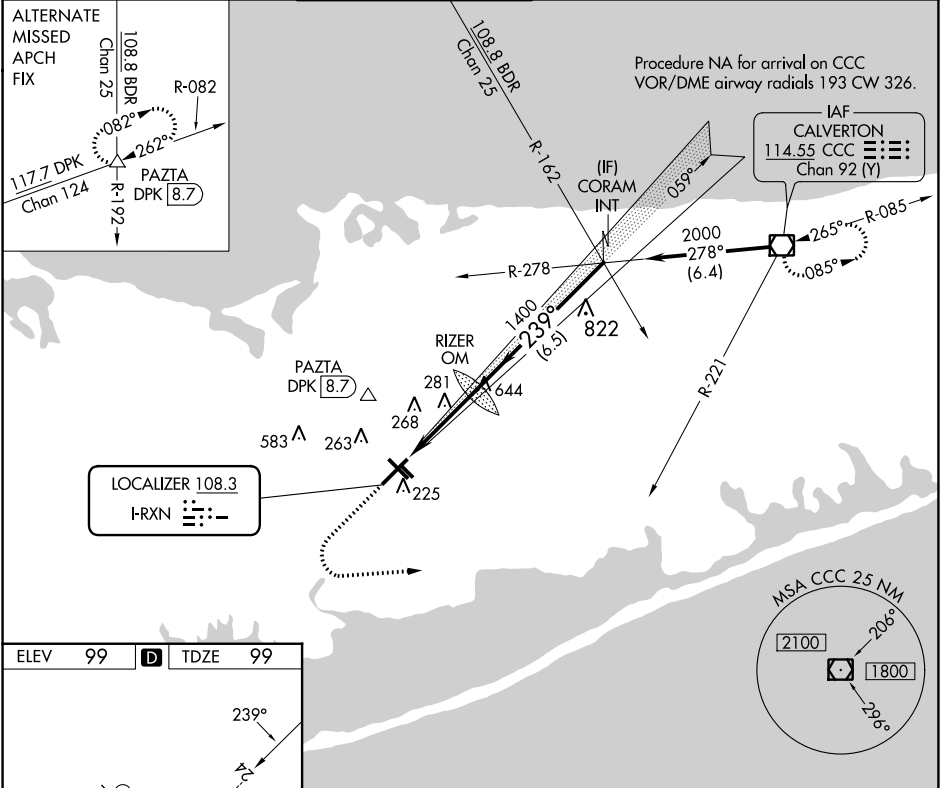 ALTERNATE
MISSED
APCH
FIX
108.8 BDR
Chan 25
R-082
082°
262°
117.7 DPK
Chan 124
PAZTA
DPK 8.7
R-192
108.8 BDR
Chan 25
R-162
Procedure NA for arrival on CCC
VOR/DME airway radials 193 CW 326.
IAF
CALVERTON
114.55 CCC
Chan 92 (Y)
(IF)
CORAM
INT
N
059°
2000
278°
(6.4)
265°
R-085
085°
R-278
1400
239°
(6.5)
822
R-221
RIZER
OM
PAZTA
DPK 8.7
281
644
268
583
263
225
LOCALIZER 108.3
I-RXN
MSA CCC 25 NM
2100
206°
1800
296°
ELEV 99 D TDZE 99
239°
24